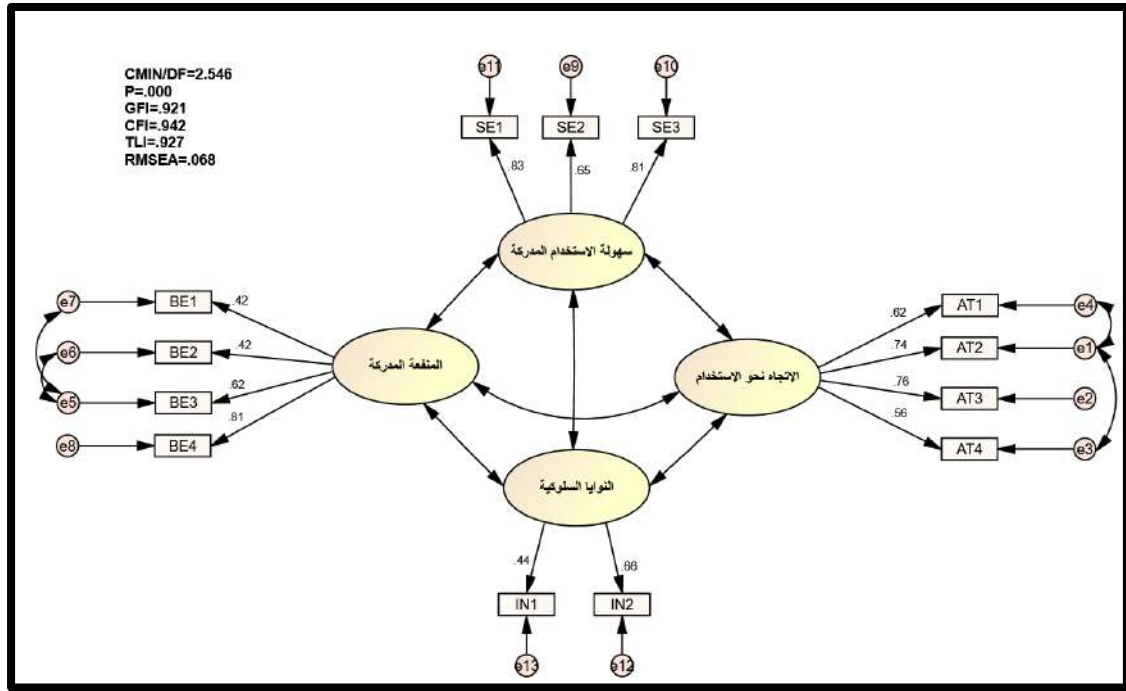 CMIN/DF=2.546
P=.000
GFI=.921
CFI=.942
TLI=.927
RMSEA=.068
e11
e9
e10
SE1
SE2
SE3
.83
.65
.81
سهولة الاستخدام المدركة
e7
BE1
.42
e6
BE2
.42
e5
BE3
.62
e8
BE4
.81
المنفعة المدركة
الاتجاه نحو الاستخدام
.62
AT1
e4
.74
AT2
e1
.76
AT3
e2
.56
AT4
e3
النوايا السلوكية
.44
.66
IN1
IN2
e13
e12